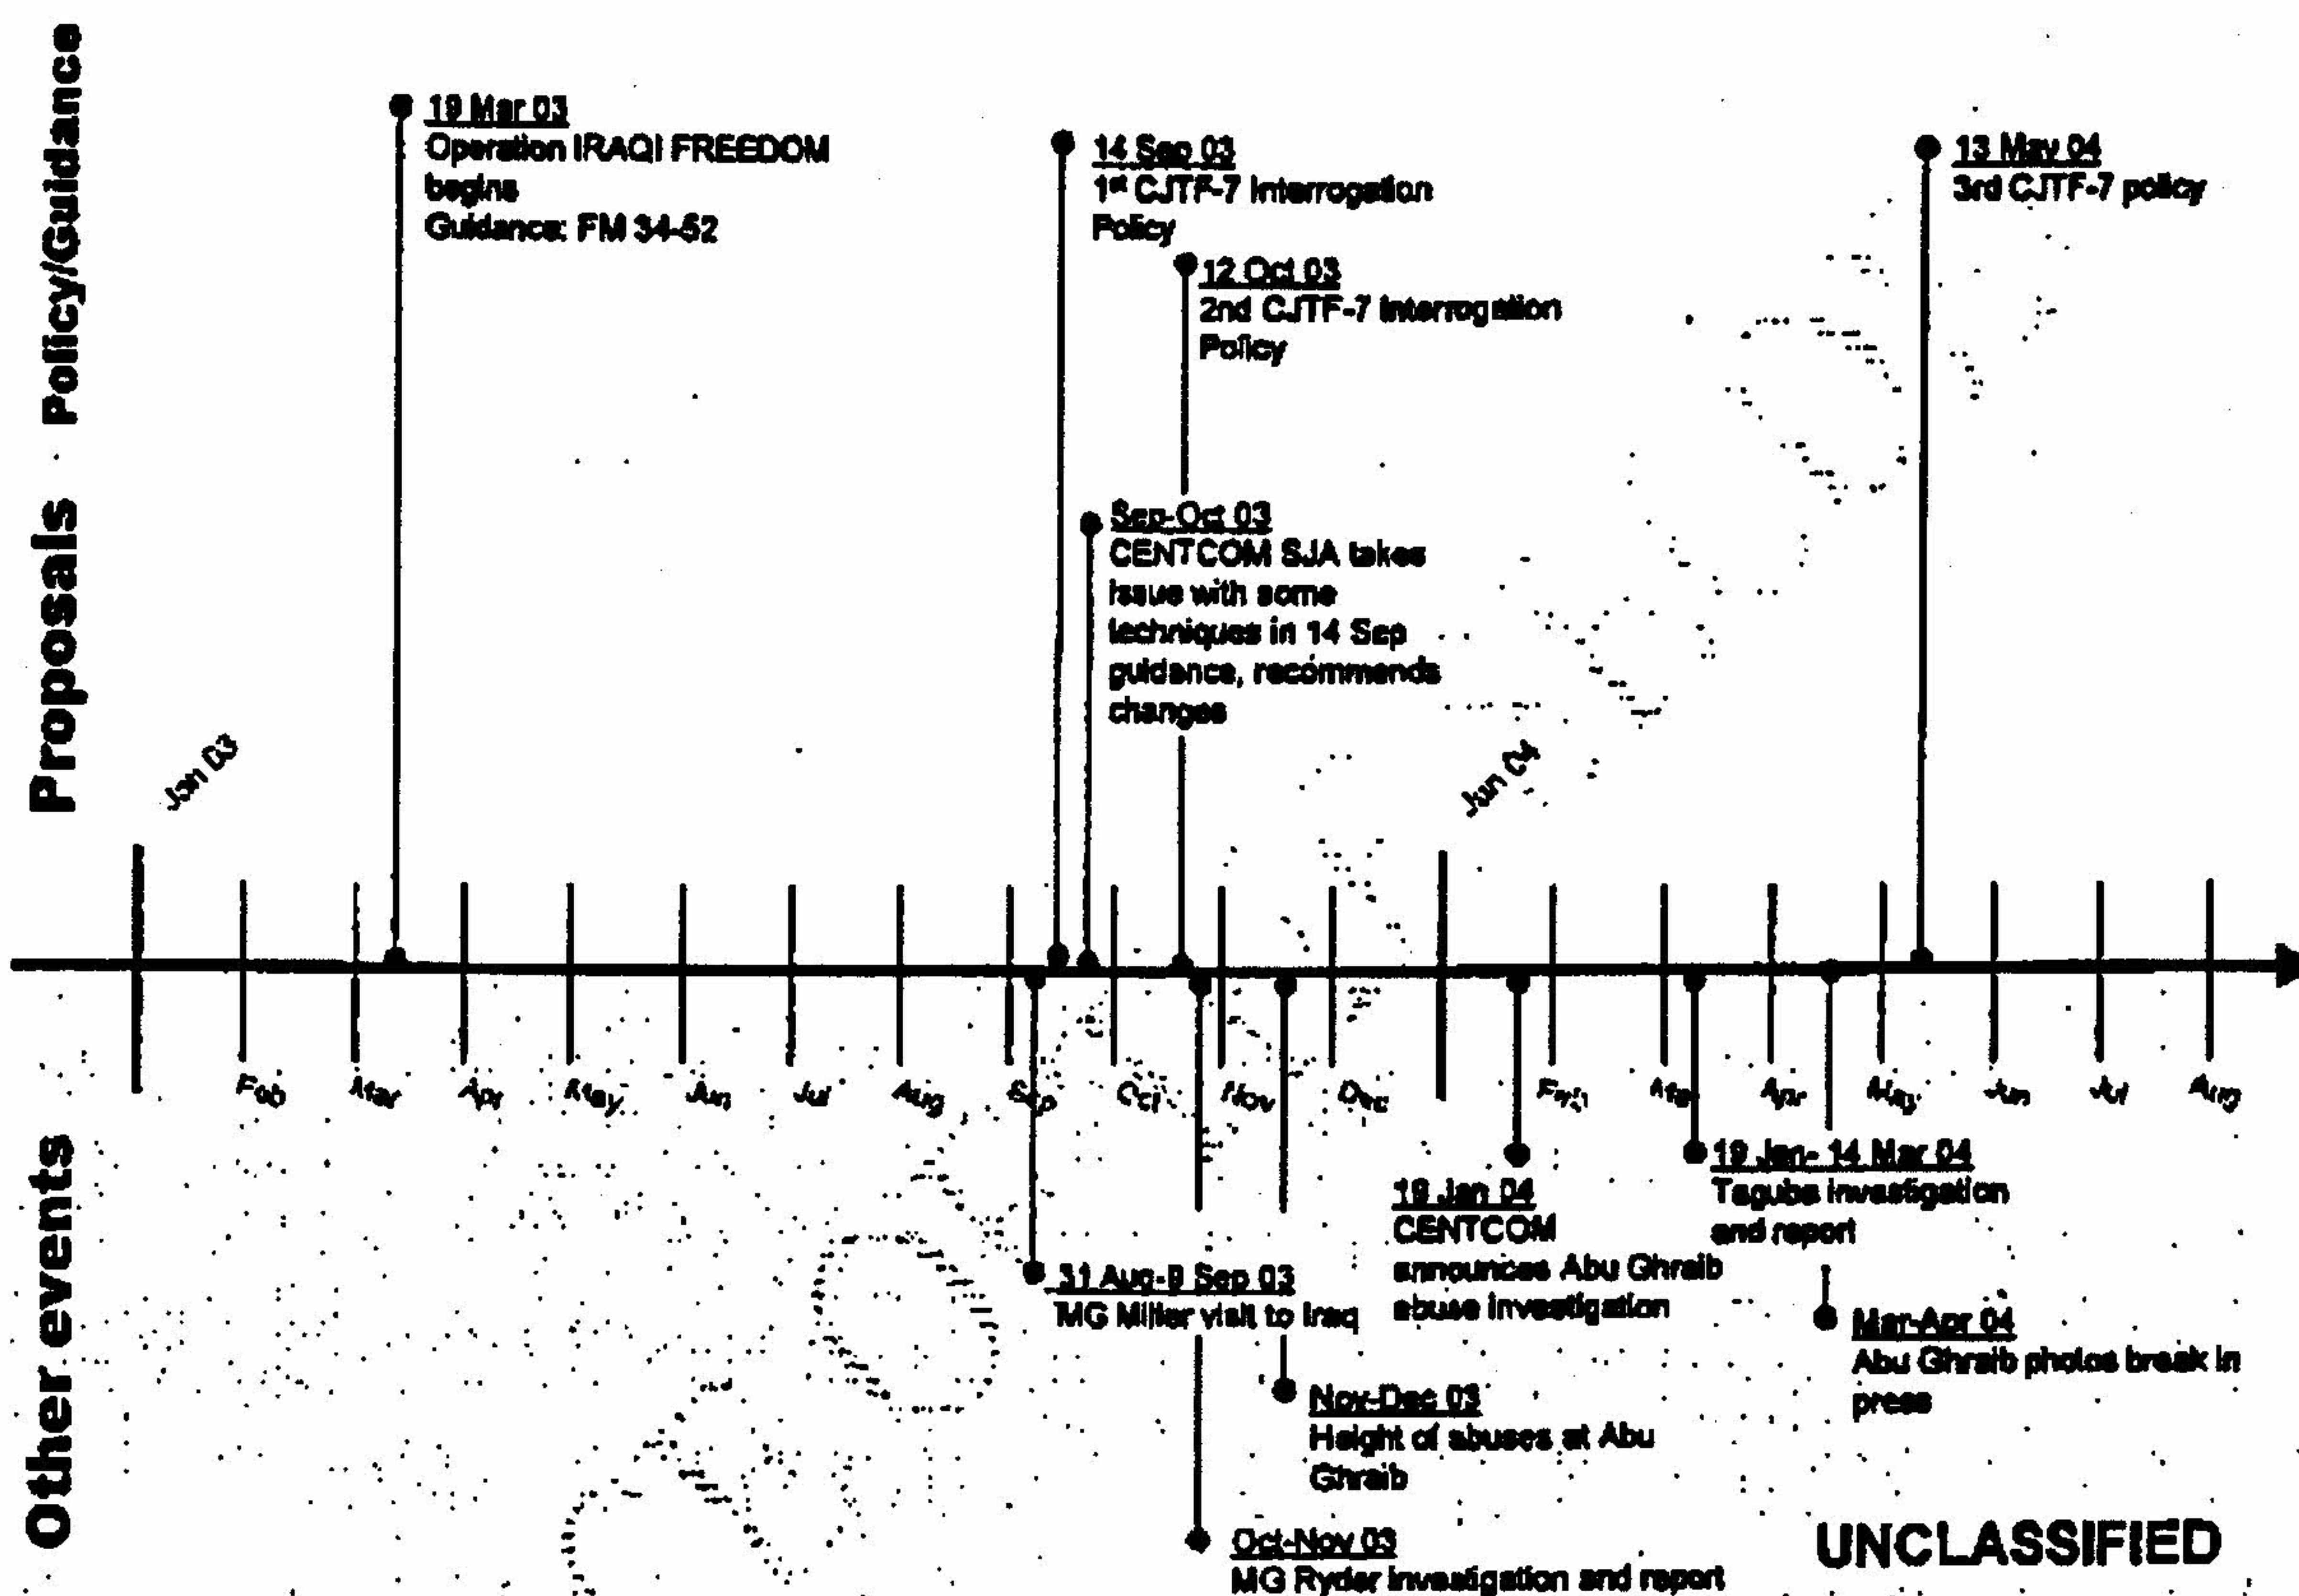 Policy/Guidance
19 Mar 03
Operation IRAQI FREEDOM
begins
Guidance: FM 34-52
14 Sep 03
1st CJTF-7 Interrogation
Policy
12 Oct 03
2nd CJTF-7 Interrogation
Policy
13 May 04
3rd CJTF-7 policy
Proposals
Sep-Oct 03
CENTCOM SJA takes
issue with some
techniques in 14 Sep
guidance, recommends
changes
Jan 03
Jan 04
Feb
Mar
Apr
May
Jun
Jul
Aug
Sep
Oct
Nov
Dec
Feb
Mar
Apr
May
Jun
Jul
Aug
Other events
31 Aug-9 Sep 03
MG Miller visit to Iraq
19 Jan 04
CENTCOM
announces Abu Ghraib
abuse investigation
19 Jan- 14 Mar 04
Taguba investigation
and report
Mar-Apr 04
Abu Ghraib photos break in
press
Nov-Dec 03
Height of abuses at Abu
Ghraib
Oct-Nov 03
MG Ryder investigation and report
UNCLASSIFIED